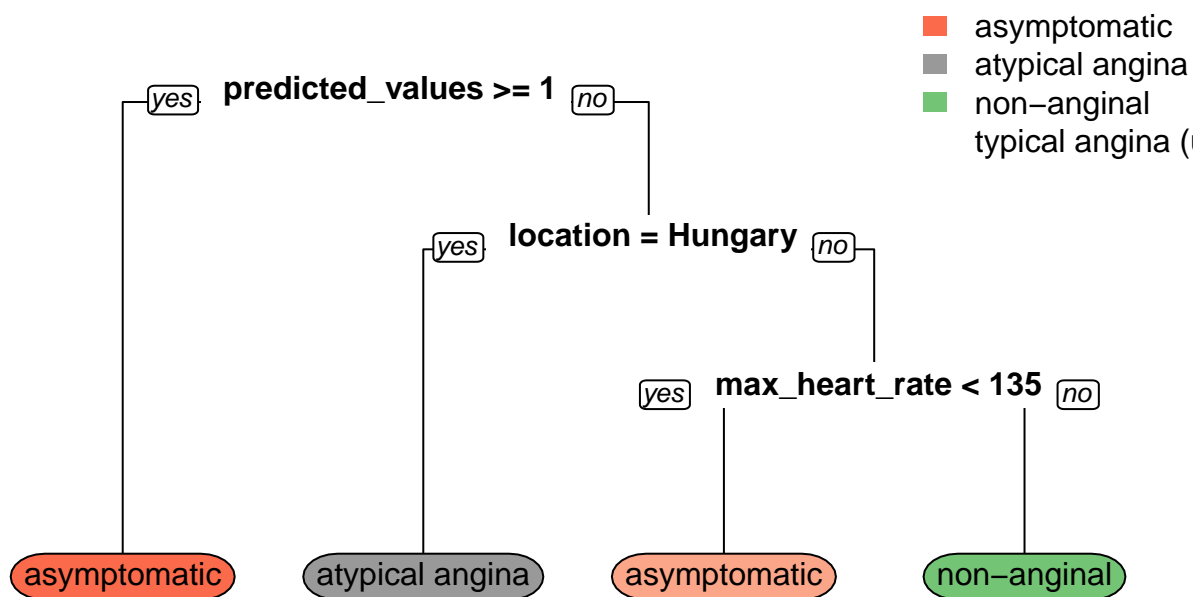 asymptomatic
atypical angina
non−anginal
typical angina (
yes predicted_values >= 1 no
yes location = Hungary no
yes max_heart_rate < 135 no
asymptomatic atypical angina asymptomatic non−anginal